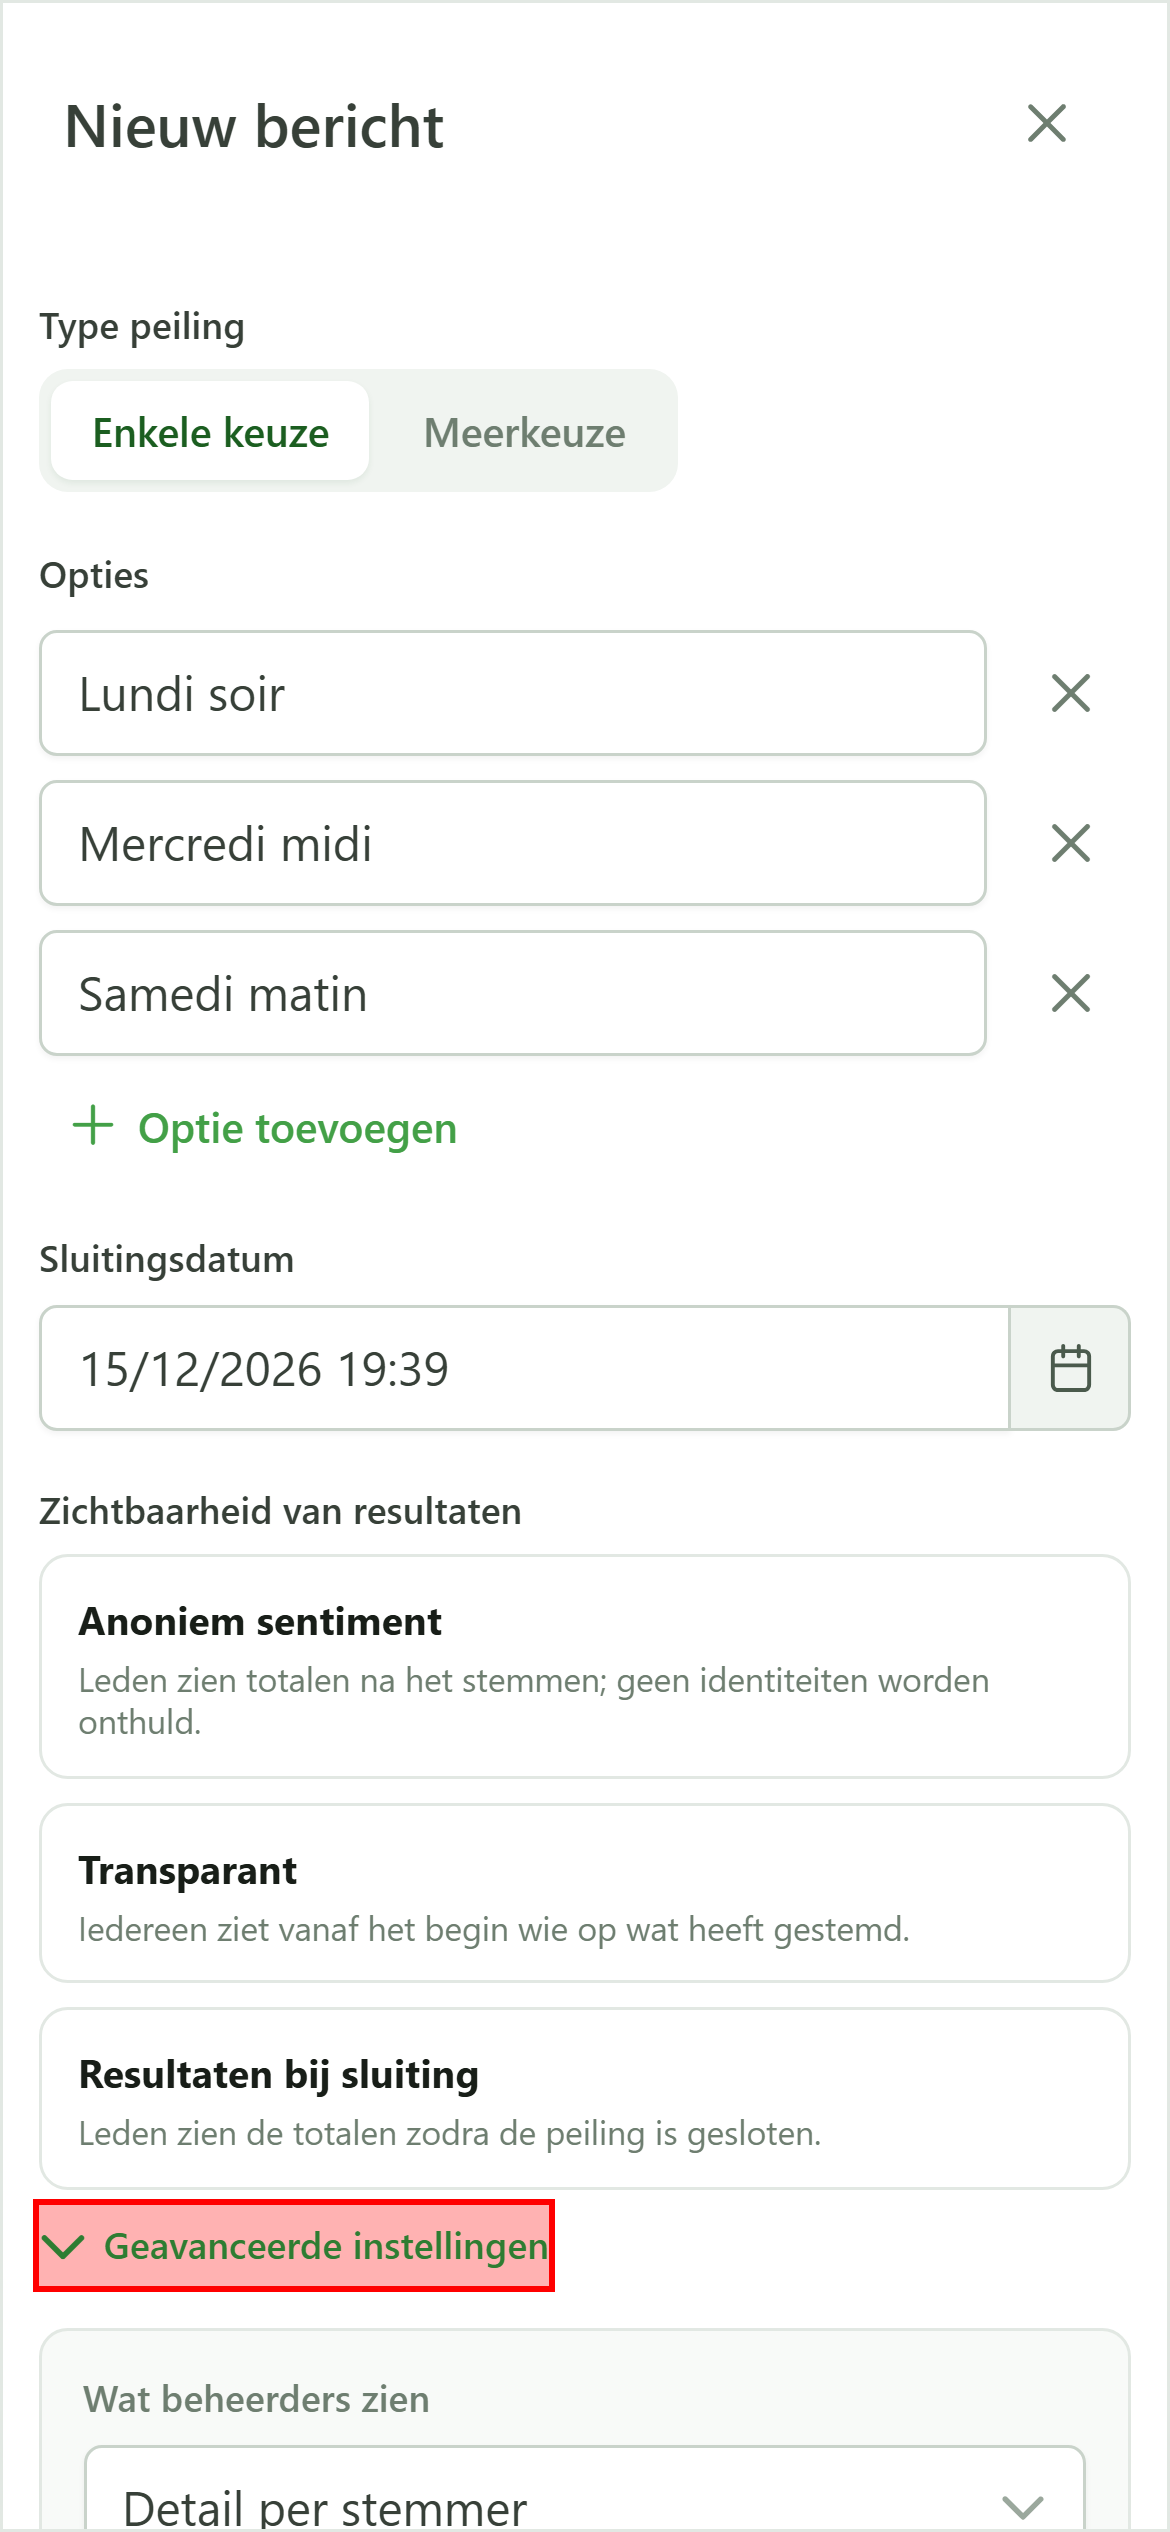 Nieuw bericht
Type peiling
Enkele keuze
Meerkeuze
Opties
Lundi soir
Mercredi midi
Samedi matin
Optie toevoegen
Sluitingsdatum
15/12/2026 19:39
Zichtbaarheid van resultaten
Anoniem sentiment
Leden zien totalen na het stemmen; geen identiteiten worden
onthuld.
Transparant
Iedereen ziet vanaf het begin wie op wat heeft gestemd.
Resultaten bij sluiting
Leden zien de totalen zodra de peiling is gesloten.
Geavanceerde instellingen
Wat beheerders zien
Detail per stemmer